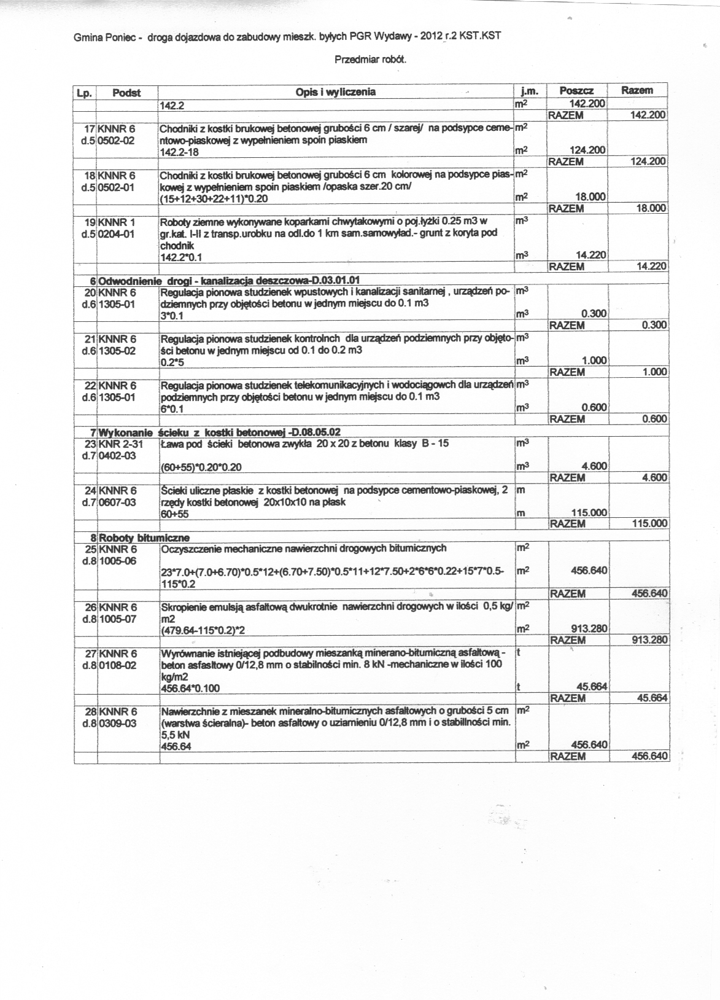 Gmina Poniec - droga dojazdowa do zabudowy mieszk. byłych PGR Wydawy - 2012 r.2 KST.KST
Przedmiar robót.
Lp. Podst Opis i wyliczenia j.m. Poszcz Razem
142.2 m2 142.200
RAZEM 142.200
17 KNNR 6 Chodniki z kostki brukowej betonowej grubości 6 cm / szarej/ na podsypce ceme- m2
d.5 0502-02 ntowo-piaskowej z wypełnieniem spoin piaskiem
142.2-18 m2 124.200
RAZEM 124.200
18 KNNR 6 Chodniki z kostki brukowej betonowej grubości 6 cm kolorowej na podsypce pias- m2
d.5 0502-01 kowej z wypełnieniem spoin piaskiem /opaska szer.20 cm/
(15+12+30+22+11)*0.20 m2 18.000
RAZEM 18.000
19 KNNR 1 Roboty ziemne wykonywane koparkami chwytakowymi o poj.łyżki 0.25 m3 w m3
d.5 0204-01 gr.kat. I-II z transp.urobku na odl.do 1 km sam.samowyład.- grunt z koryta pod
chodnik
142.2*0.1 m3 14.220
RAZEM 14.220
6 Odwodnienie drogi - kanalizacja deszczowa-D.03.01.01
20 KNNR 6 Regulacja pionowa studzienek wpustowych i kanalizacji sanitarnej , urządzeń po- m3
d.6 1305-01 dziemnych przy objętości betonu w jednym miejscu do 0.1 m3
3*0.1 m3 0.300
RAZEM 0.300
21 KNNR 6 Regulacja pionowa studzienek kontrolnch dla urządzeń podziemnych przy objęto- m3
d.6 1305-02 ści betonu w jednym miejscu od 0.1 do 0.2 m3
0.2*5 m3 1.000
RAZEM 1.000
22 KNNR 6 Regulacja pionowa studzienek telekomunikacyjnych i wodociągowch dla urządzeń m3
d.6 1305-01 podziemnych przy objętości betonu w jednym miejscu do 0.1 m3
6*0.1 m3 0.600
RAZEM 0.600
7 Wykonanie ścieku z kostki betonowej -D.08.05.02
23 KNR 2-31 Ława pod ścieki betonowa zwykła 20 x 20 z betonu klasy B - 15 m3
d.7 0402-03
(60+55)*0.20*0.20 m3 4.600
RAZEM 4.600
24 KNNR 6 Ścieki uliczne płaskie z kostki betonowej na podsypce cementowo-piaskowej, 2 m
d.7 0607-03 rzędy kostki betonowej 20x10x10 na płask
60+55 m 115.000
RAZEM 115.000
8 Roboty bitumiczne
25 KNNR 6 Oczyszczenie mechaniczne nawierzchni drogowych bitumicznych m2
d.8 1005-06
23*7.0+(7.0+6.70)*0.5*12+(6.70+7.50)*0.5*11+12*7.50+2*6*6*0.22+15*7*0.5- m2 456.640
115*0.2
RAZEM 456.640
26 KNNR 6 Skropienie emulsją asfaltową dwukrotnie nawierzchni drogowych w ilości 0,5 kg/ m2
d.8 1005-07 m2
(479.64-115*0.2)*2 m2 913.280
RAZEM 913.280
27 KNNR 6 Wyrównanie istniejącej podbudowy mieszanką minerano-bitumiczną asfaltową - t
d.8 0108-02 beton asfasltowy 0/12,8 mm o stabilności min. 8 kN -mechaniczne w ilości 100
kg/m2
456.64*0.100 t 45.664
RAZEM 45.664
28 KNNR 6 Nawierzchnie z mieszanek mineralno-bitumicznych asfaltowych o grubości 5 cm m2
d.8 0309-03 (warstwa ścieralna)- beton asfaltowy o uziarnieniu 0/12,8 mm i o stabillności min.
5,5 kN
456.64 m2 456.640
RAZEM 456.640